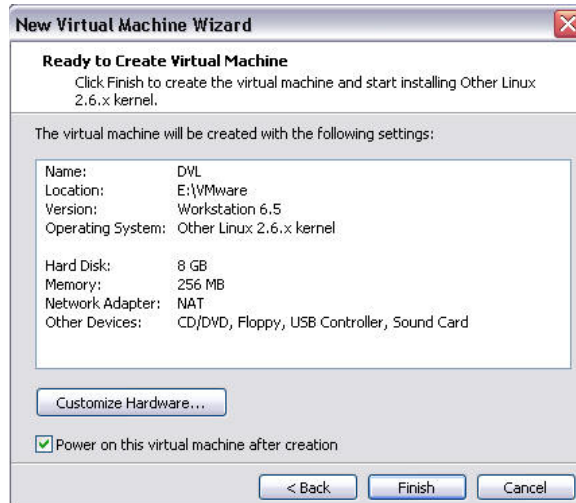 New Virtual Machine Wizard
Ready to Create Virtual Machine
Click Finish to create the virtual machine and start installing Other Linux
2.6.x kernel.
The virtual machine will be created with the following settings:
Name: DVL
Location: E:\VMware
Version: Workstation 6.5
Operating System: Other Linux 2.6.x kernel
Hard Disk: 8 GB
Memory: 256 MB
Network Adapter: NAT
Other Devices: CD/DVD, Floppy, USB Controller, Sound Card
Customize Hardware...
Power on this virtual machine after creation
< Back Finish Cancel